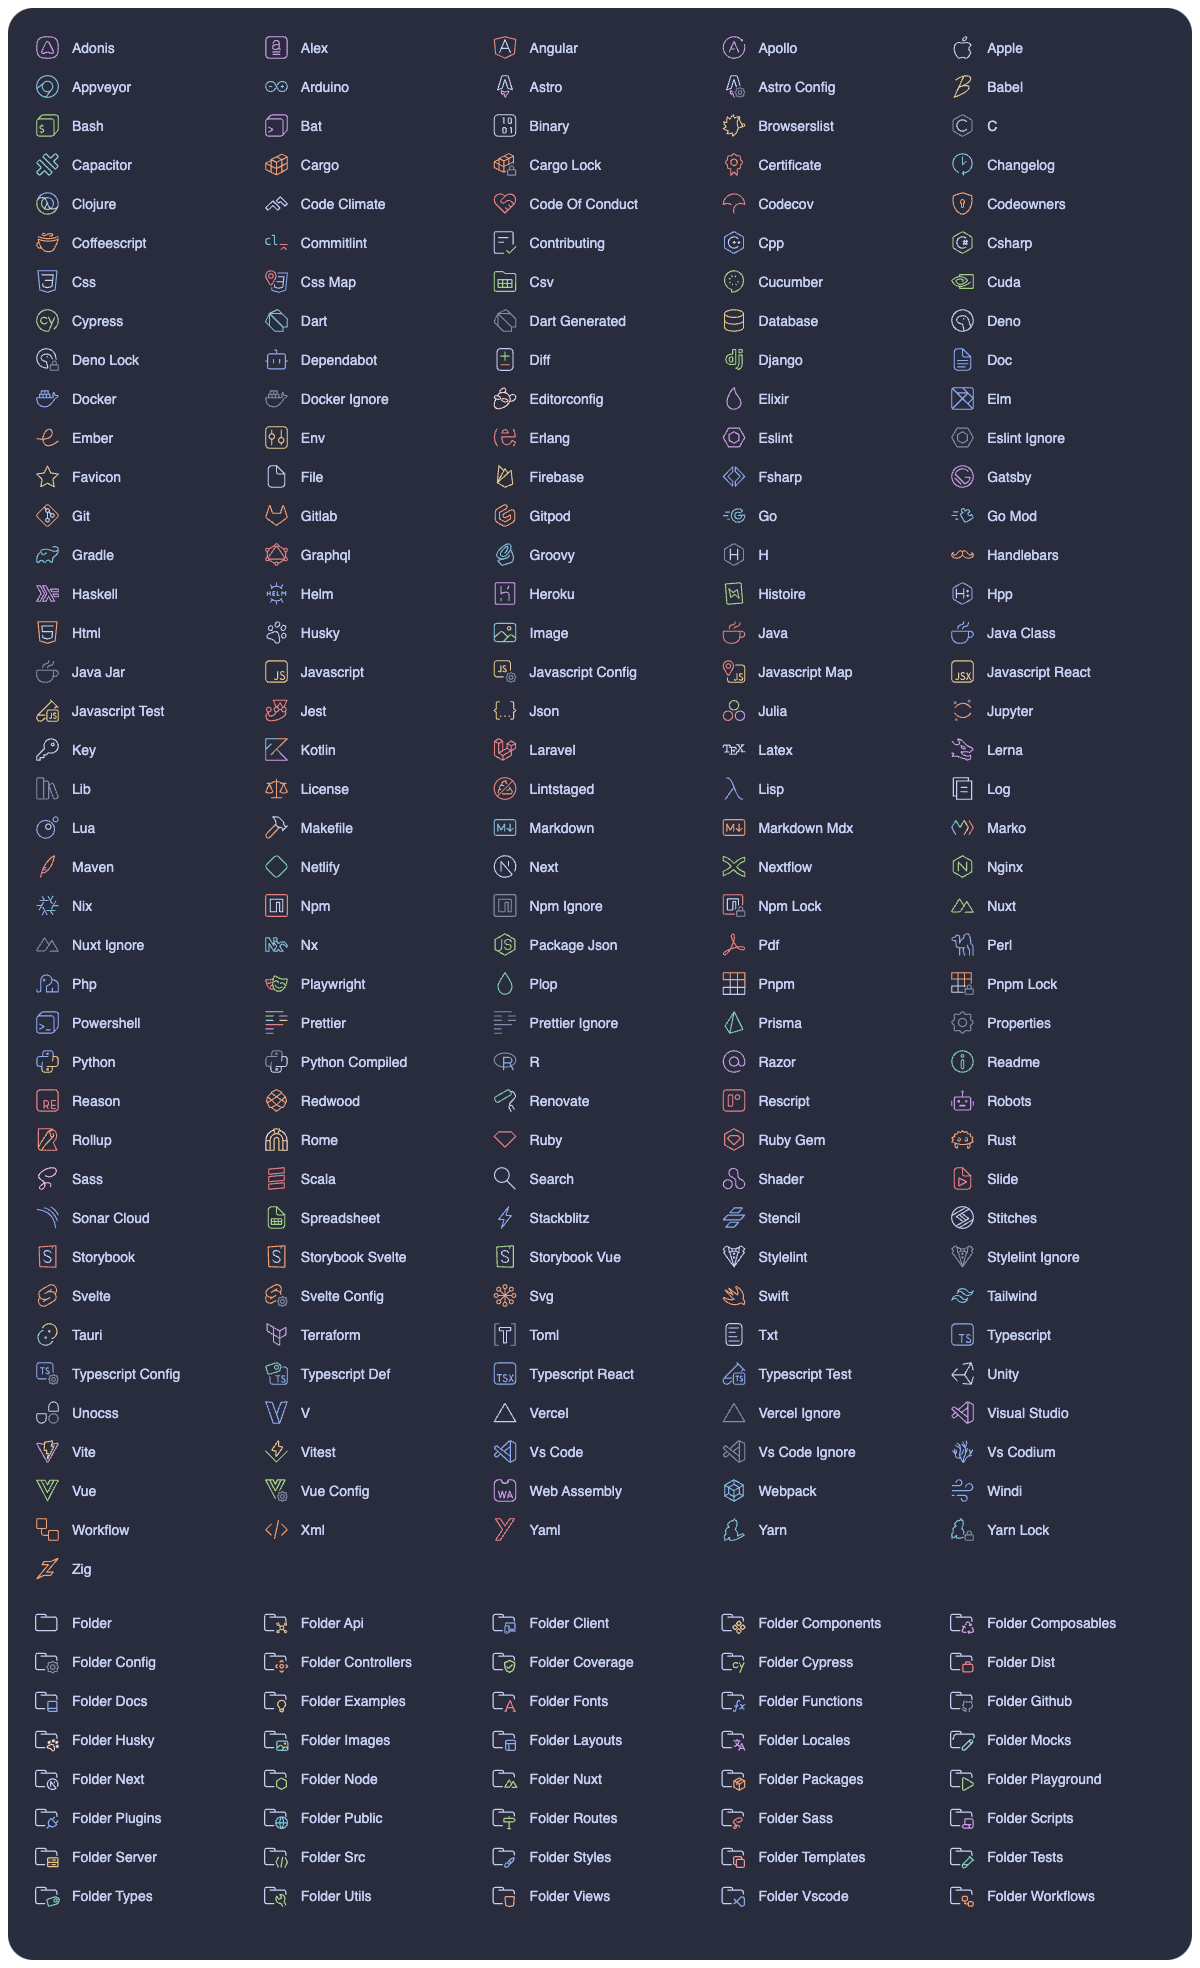 Adonis Alex Angular Apollo Apple
Appveyor Arduino Astro Astro Config Babel
Bash Bat Binary Browserslist C
Capacitor Cargo Cargo Lock Certificate Changelog
Clojure Code Climate Code Of Conduct Codecov Codeowners
Coffeescript Commitlint Contributing Cpp Csharp
Css Css Map Csv Cucumber Cuda
Cypress Dart Dart Generated Database Deno
Deno Lock Dependabot Diff Django Doc
Docker Docker Ignore Editorconfig Elixir Elm
Ember Env Erlang Eslint Eslint Ignore
Favicon File Firebase Fsharp Gatsby
Git Gitlab Gitpod Go Go Mod
Gradle Graphql Groovy H Handlebars
Haskell Helm Heroku Histoire Hpp
Html Husky Image Java Java Class
Java Jar Javascript Javascript Config Javascript Map Javascript React
Javascript Test Jest Json Julia Jupyter
Key Kotlin Laravel Latex Lerna
Lib License Lintstaged Lisp Log
Lua Makefile Markdown Markdown Mdx Marko
Maven Netlify Next Nextflow Nginx
Nix Npm Npm Ignore Npm Lock Nuxt
Nuxt Ignore Nx Package Json Pdf Perl
Php Playwright Plop Pnpm Pnpm Lock
Powershell Prettier Prettier Ignore Prisma Properties
Python Python Compiled R Razor Readme
Reason Redwood Renovate Rescript Robots
Rollup Rome Ruby Ruby Gem Rust
Sass Scala Search Shader Slide
Sonar Cloud Spreadsheet Stackblitz Stencil Stitches
Storybook Storybook Svelte Storybook Vue Stylelint Stylelint Ignore
Svelte Svelte Config Svg Swift Tailwind
Tauri Terraform Toml Txt Typescript
Typescript Config Typescript Def Typescript React Typescript Test Unity
Unocss V Vercel Vercel Ignore Visual Studio
Vite Vitest Vs Code Vs Code Ignore Vs Codium
Vue Vue Config Web Assembly Webpack Windi
Workflow Xml Yaml Yarn Yarn Lock
Zig
Folder Folder Api Folder Client Folder Components Folder Composables
Folder Config Folder Controllers Folder Coverage Folder Cypress Folder Dist
Folder Docs Folder Examples Folder Fonts Folder Functions Folder Github
Folder Husky Folder Images Folder Layouts Folder Locales Folder Mocks
Folder Next Folder Node Folder Nuxt Folder Packages Folder Playground
Folder Plugins Folder Public Folder Routes Folder Sass Folder Scripts
Folder Server Folder Src Folder Styles Folder Templates Folder Tests
Folder Types Folder Utils Folder Views Folder Vscode Folder Workflows